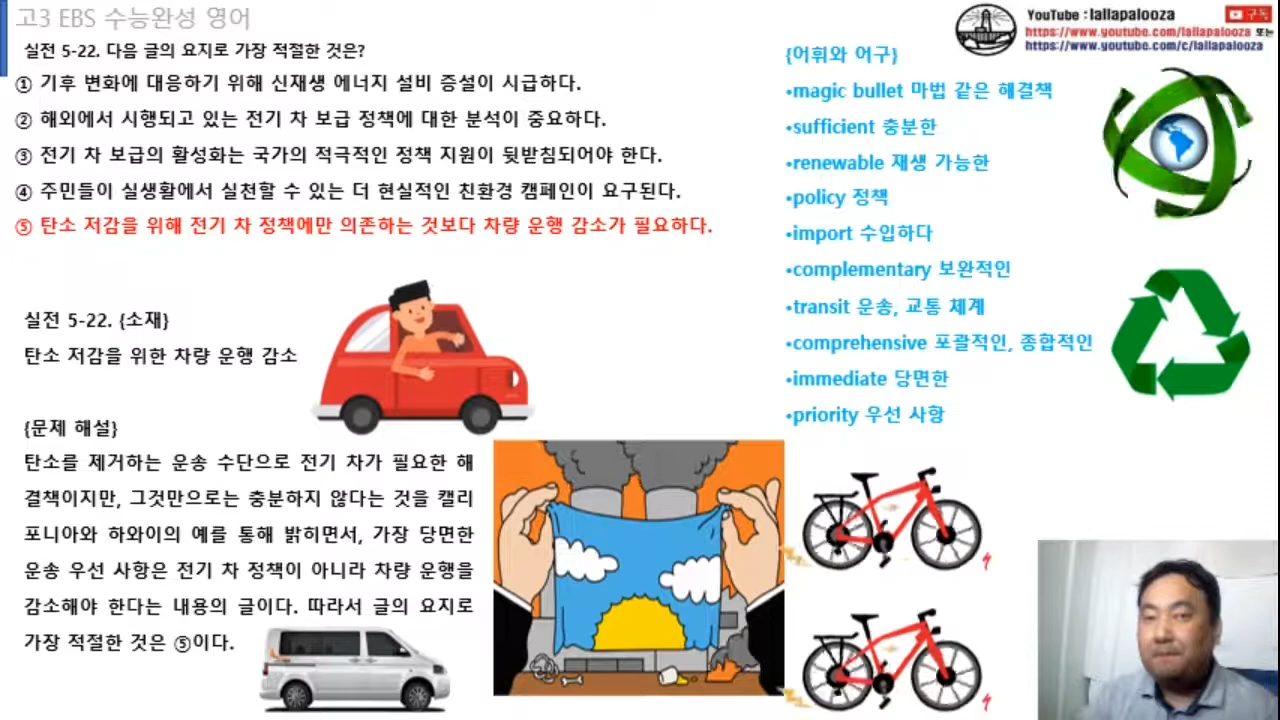 고3 EBS 수능완성 영어
실전 5-22. 다음 글의 요지로 가장 적절한 것은?
① 기후 변화에 대응하기 위해 신재생 에너지 설비 증설이 시급하다.
② 해외에서 시행되고 있는 전기 차 보급 정책에 대한 분석이 중요하다.
③ 전기 차 보급의 활성화는 국가의 적극적인 정책 지원이 뒷받침되어야 한다.
④ 주민들이 실생활에서 실천할 수 있는 더 현실적인 친환경 캠페인이 요구된다.
⑤ 탄소 저감을 위해 전기 차 정책에만 의존하는 것보다 차량 운행 감소가 필요하다.
실전 5-22. {소재}
탄소 저감을 위한 차량 운행 감소
{문제 해설}
탄소를 제거하는 운송 수단으로 전기 차가 필요한 해
결책이지만, 그것만으로는 충분하지 않다는 것을 캘리
포니아와 하와이의 예를 통해 밝히면서, 가장 당면한
운송 우선 사항은 전기 차 정책이 아니라 차량 운행을
감소해야 한다는 내용의 글이다. 따라서 글의 요지로
가장 적절한 것은 ⑤이다.
{어휘와 어구}
•magic bullet 마법 같은 해결책
•sufficient 충분한
•renewable 재생 가능한
•policy 정책
•import 수입하다
•complementary 보완적인
•transit 운송, 교통 체계
•comprehensive 포괄적인, 종합적인
•immediate 당면한
•priority 우선 사항
YouTube : lallapalooza
구독
https://www.youtube.com/lallapalooza 또는
https://www.youtube.com/c/lallapalooza